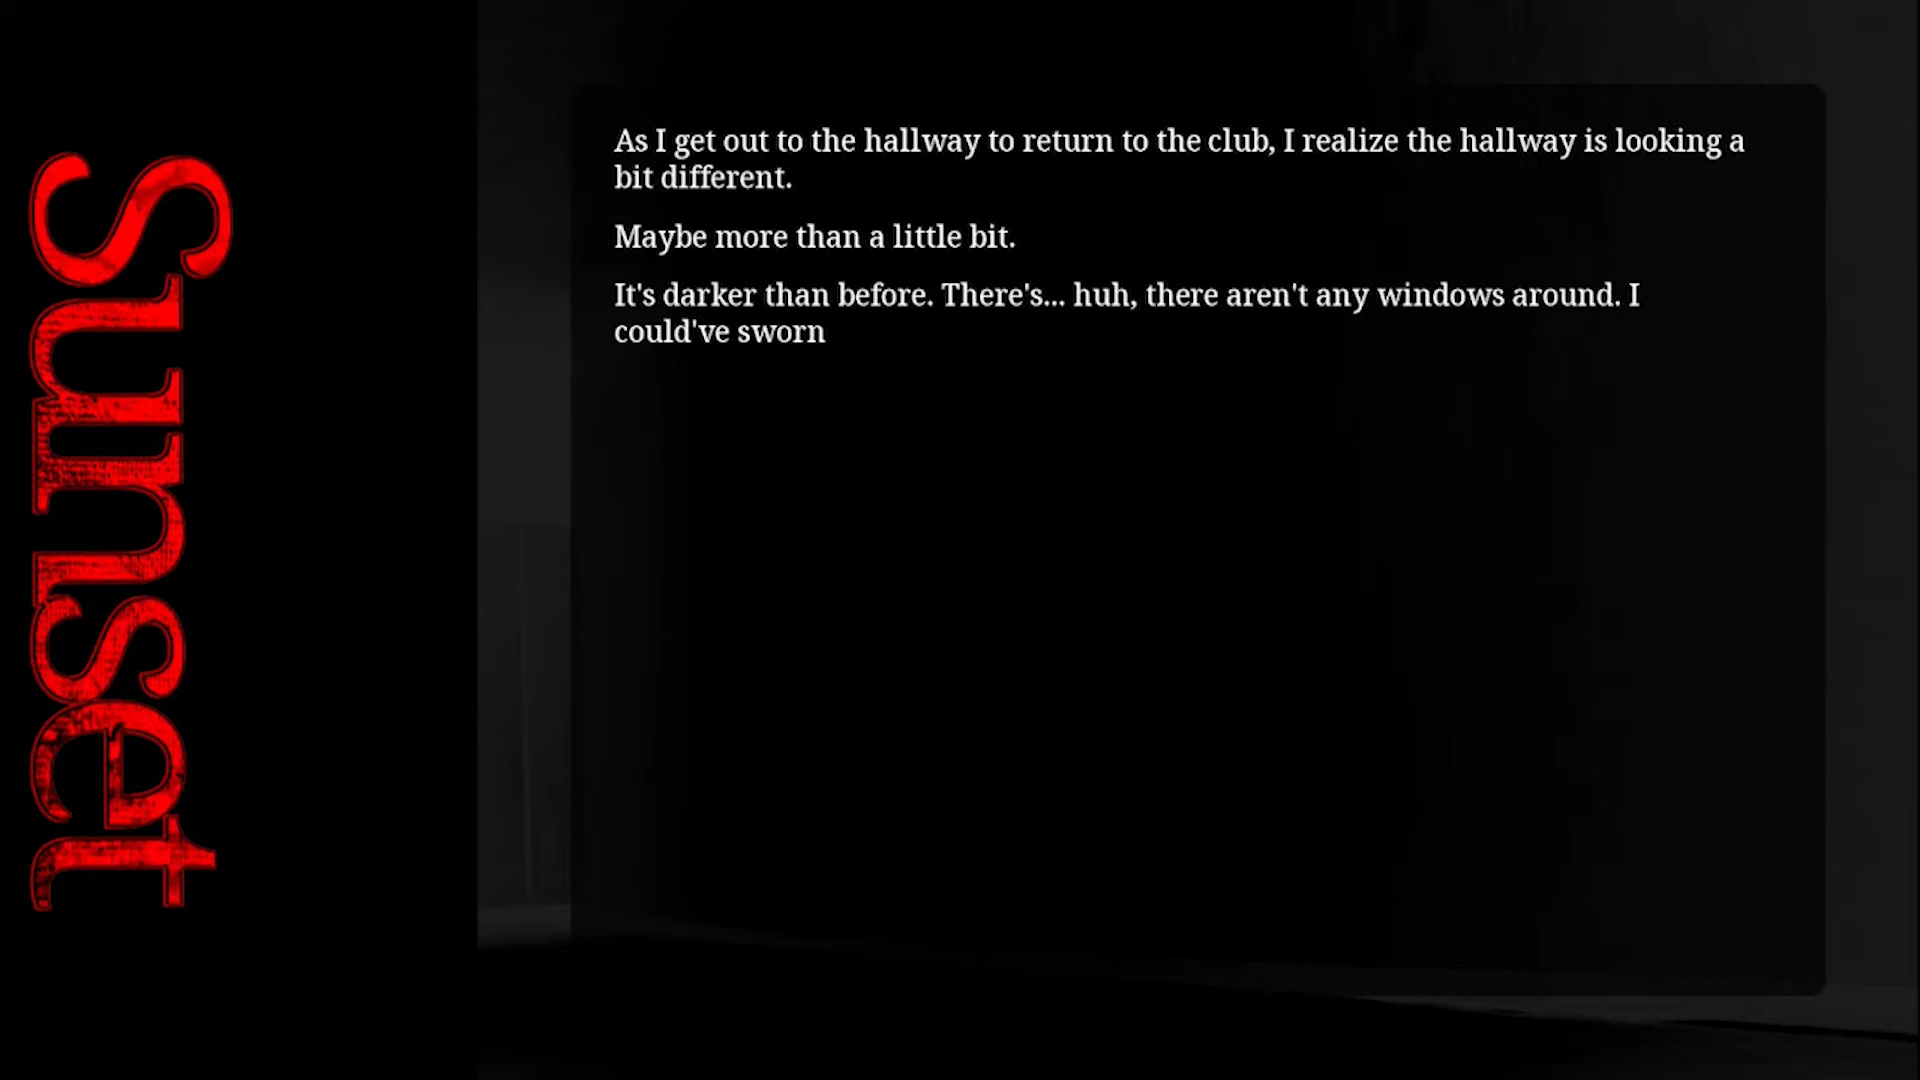 Sunset
As I get out to the hallway to return to the club, I realize the hallway is looking a
bit different.
Maybe more than a little bit.
It's darker than before. There's... huh, there aren't any windows around. I
could've sworn